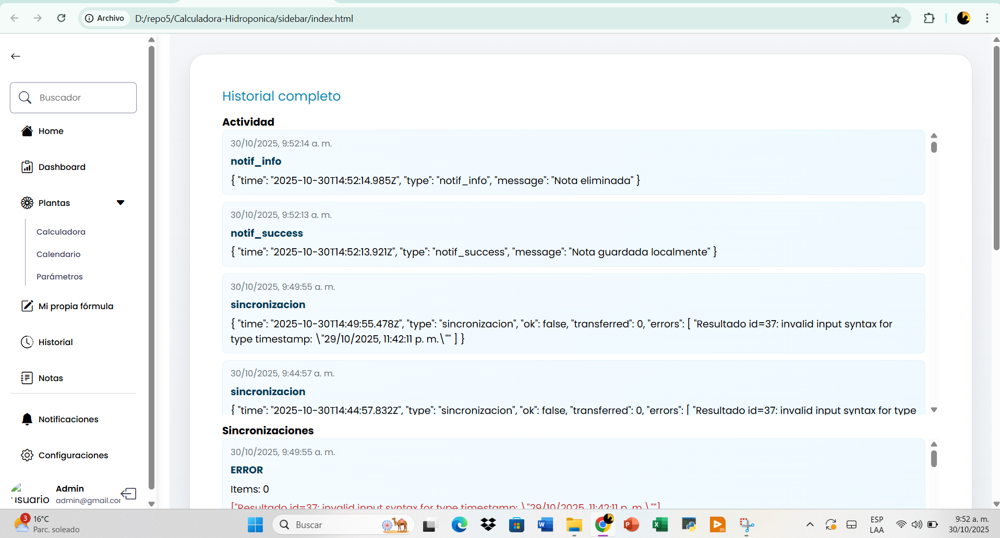 Archivo
D:/repo5/Calculadora-Hidroponica/sidebar/index.html
Buscador
Home
Dashboard
Plantas
Calculadora
Calendario
Parámetros
Mi propia fórmula
Historial
Notas
Notificaciones
Configuraciones
usuario
Admin
admin@gmail.cor
Historial completo
Actividad
30/10/2025, 9:52:14 a. m.
notif_info
{ "time": "2025-10-30T14:52:14.985Z", "type": "notif_info", "message": "Nota eliminada" }
30/10/2025, 9:52:13 a. m.
notif_success
{ "time": "2025-10-30T14:52:13.921Z", "type": "notif_success", "message": "Nota guardada localmente" }
30/10/2025, 9:49:55 a. m.
sincronizacion
{ "time": "2025-10-30T14:49:55.478Z", "type": "sincronizacion", "ok": false, "transferred": 0, "errors": [ "Resultado id=37: invalid input syntax for
type timestamp: \"29/10/2025, 11:42:11 p. m.\"" ] }
30/10/2025, 9:44:57 a. m.
sincronizacion
{ "time": "2025-10-30T14:44:57.832Z", "type": "sincronizacion", "ok": false, "transferred": 0, "errors": [ "Resultado id=37: invalid input syntax for type
Sincronizaciones
30/10/2025, 9:49:55 a. m.
ERROR
Items: 0
["Resultado id=37: invalid input syntax for type timestamp: \"29/10/2025, 11:42:11 p. m.\""]
3
16°C
Parc. soleado
Buscar
25
ESP
LAA
9:52 a. m.
30/10/2025